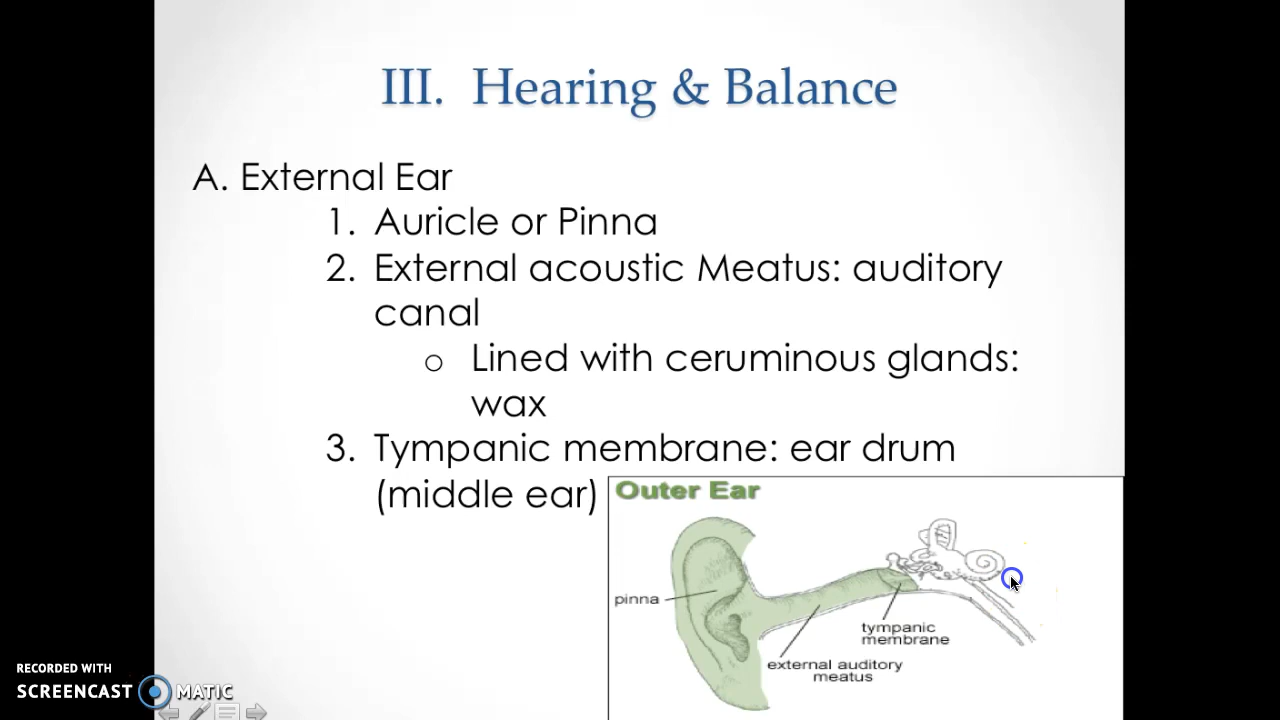 III. Hearing & Balance
A. External Ear
1. Auricle or Pinna
2. External acoustic Meatus: auditory
canal
o Lined with ceruminous glands:
wax
3. Tympanic membrane: ear drum
(middle ear)
Outer Ear
pinna
tympanic
membrane
external auditory
meatus
RECORDED WITH
SCREENCAST MATIC